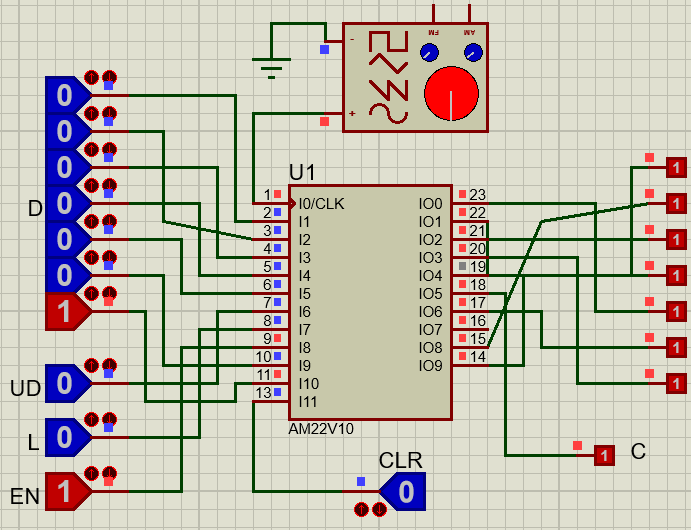 FM AM
-
+
0
0
0
0
0
0
1
D
UD 0
L 0
EN 1
U1
1 I0/CLK IO0 23
2 I1 IO1 22
3 I2 IO2 21
4 I3 IO3 20
5 I4 IO4 19
6 I5 IO5 18
7 I6 IO6 17
8 I7 IO7 16
9 I8 IO8 15
10 I9 IO9 14
11 I10
13 I11
AM22V10
1
1
1
1
1
1
1
1 C
CLR
0